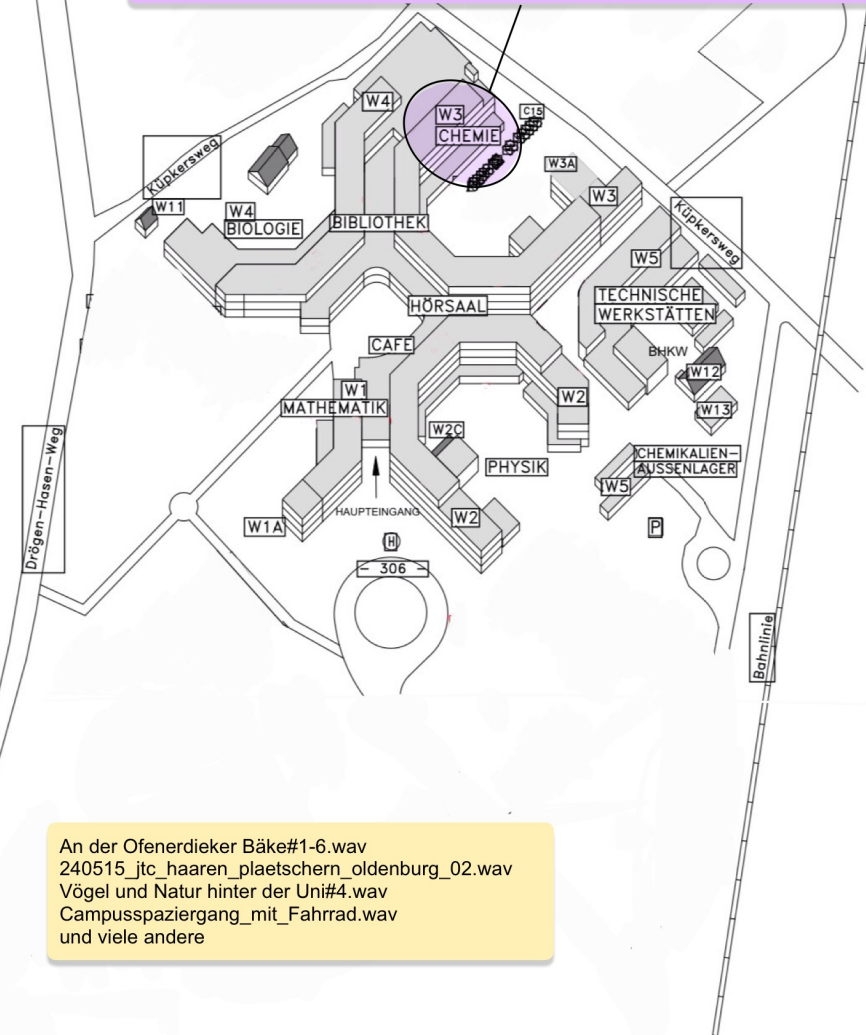 W4
W3
CHEMIE
C15
Küpkersweg
W3A
W3
W11
W4
BIOLOGIE
BIBLIOTHEK
Küpkersweg
W5
TECHNISCHE
WERKSTÄTTEN
HÖRSAAL
CAFE
BHKW
W12
W1
MATHEMATIK
W2
W13
W2C
PHYSIK
CHEMIKALIEN-
AUSSENLAGER
W5
Drögen-Hasen-Weg
HAUPTEINGANG
W1A
W2
P
H
- 306 -
Bahnlinie
An der Ofenerdieker Bäke#1-6.wav
240515_jtc_haaren_plaetschern_oldenburg_02.wav
Vögel und Natur hinter der Uni#4.wav
Campusspaziergang_mit_Fahrrad.wav
und viele andere